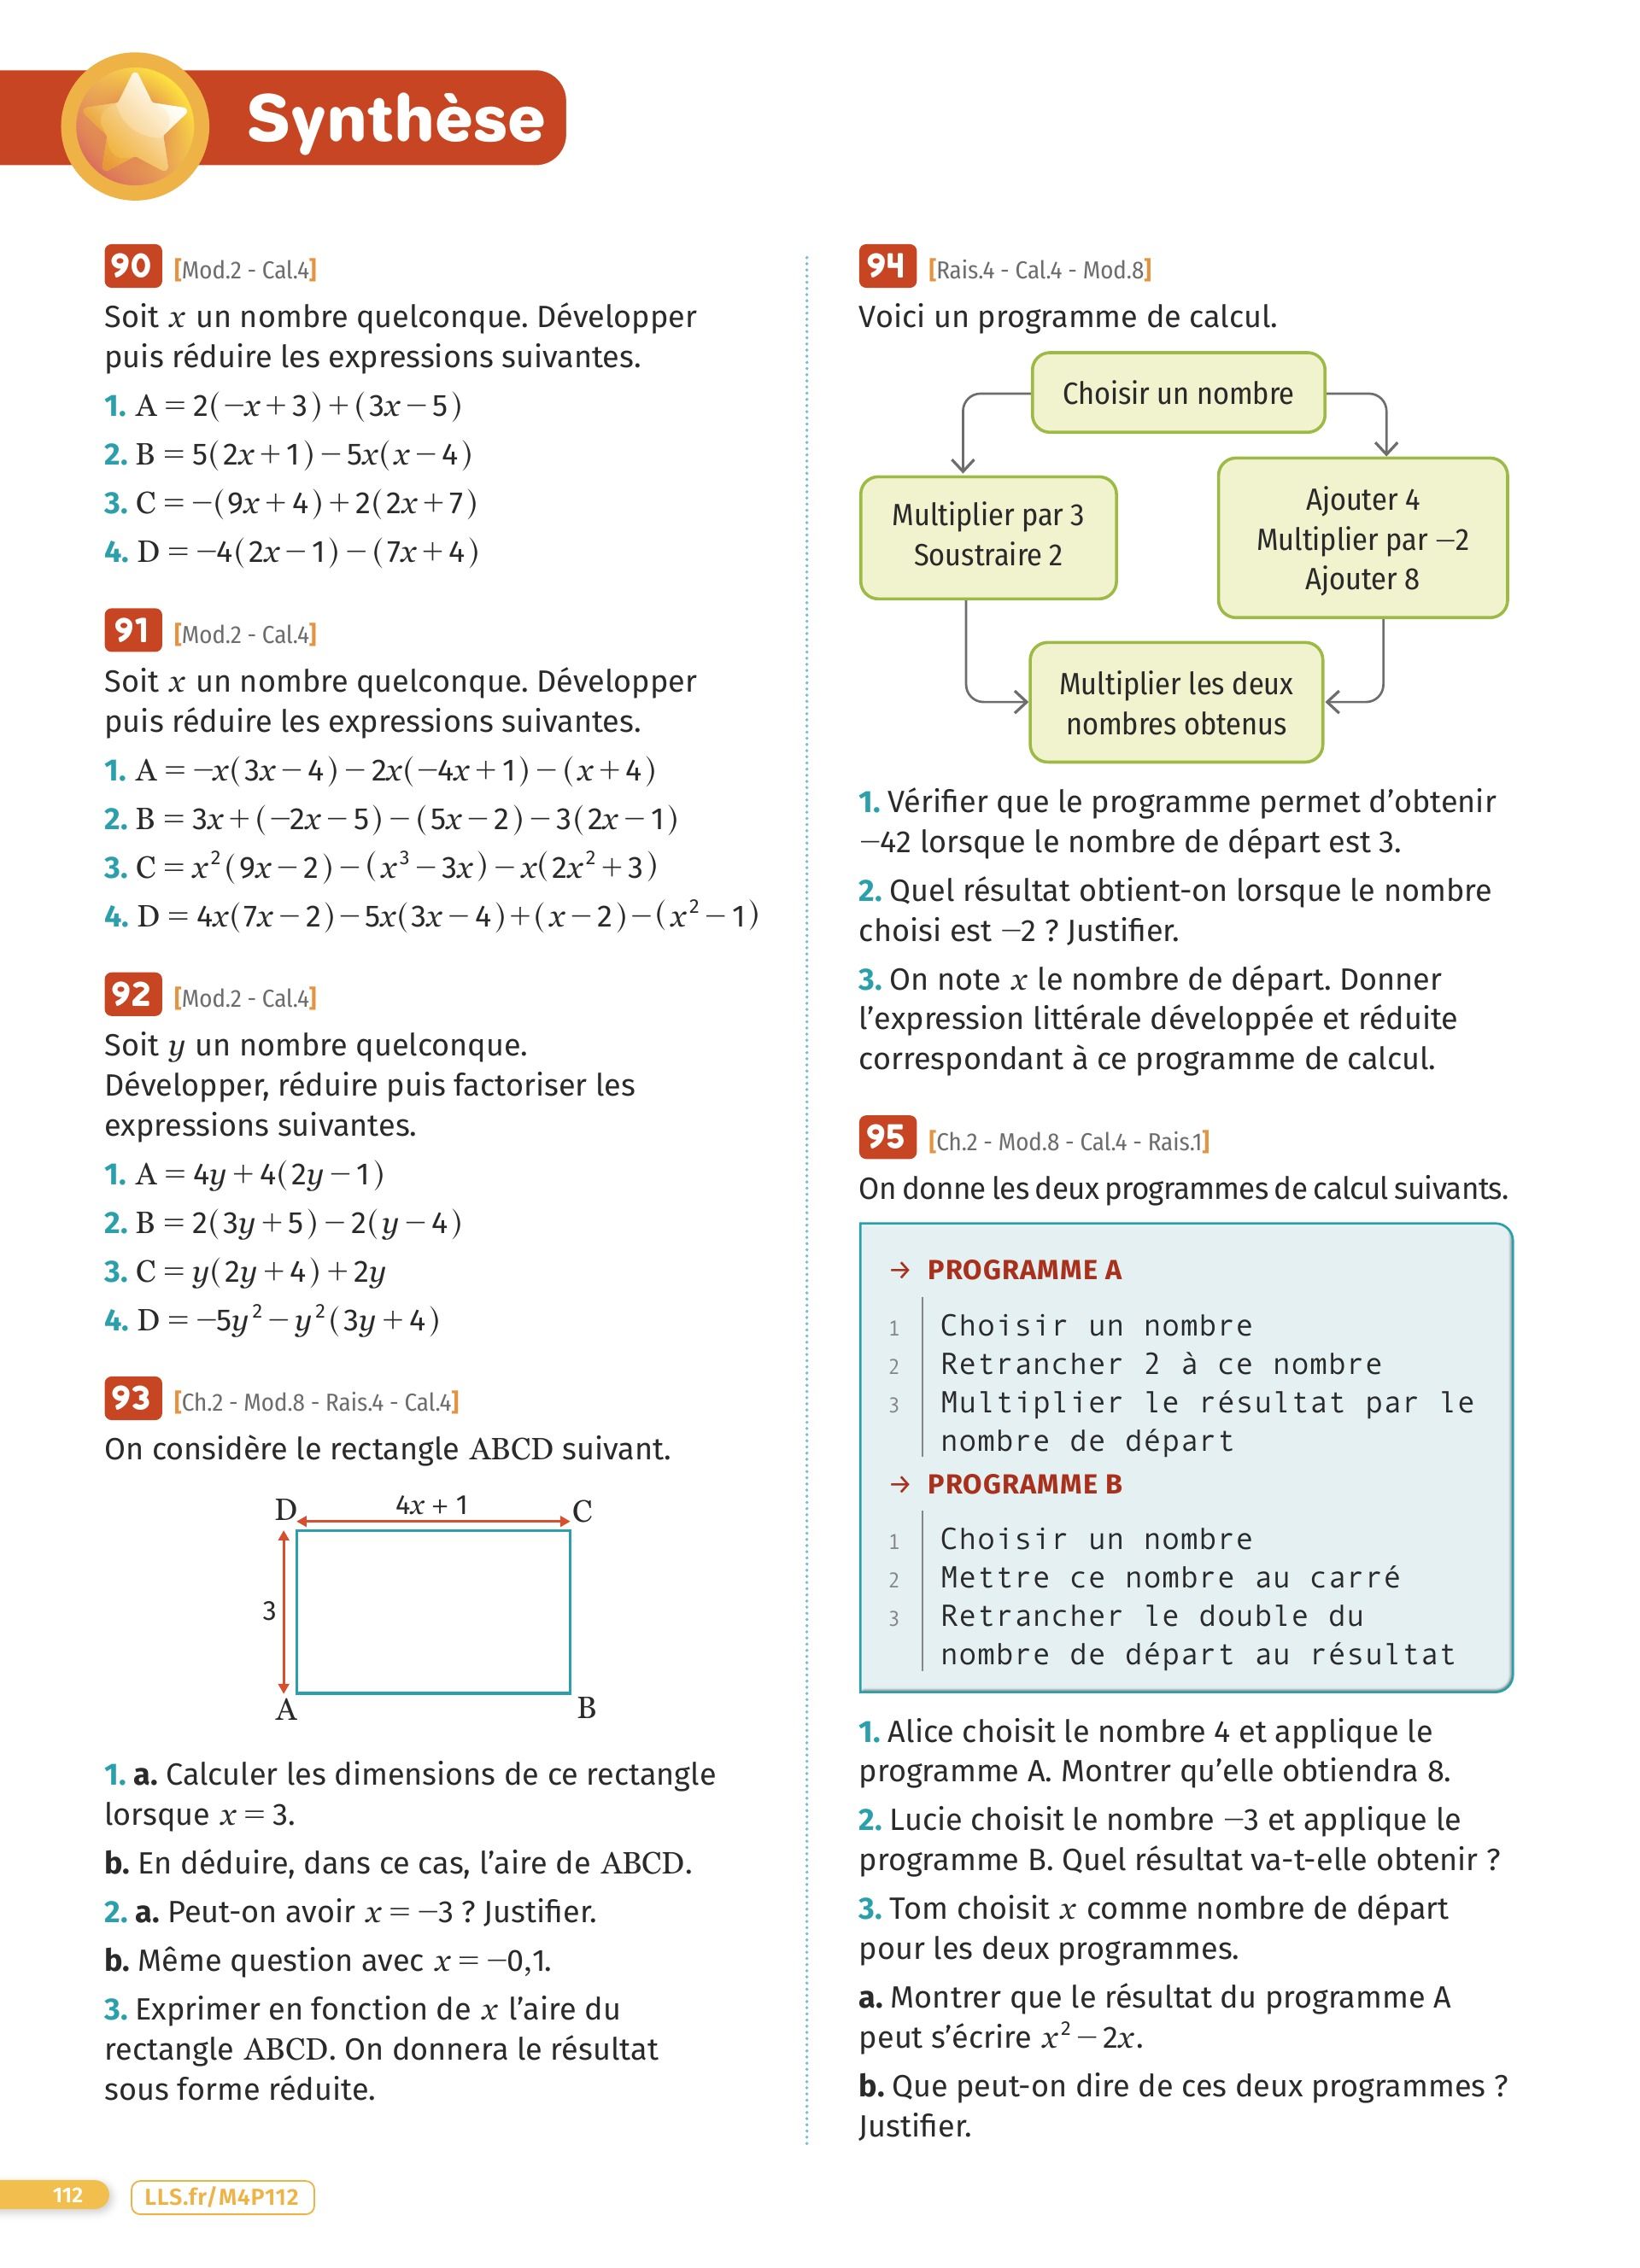 Synthèse
90 [Mod.2 - Cal.4]
Soit x un nombre quelconque. Développer
puis réduire les expressions suivantes.
1. A = 2(−x + 3) + (3x − 5)
2. B = 5(2x + 1) − 5x(x − 4)
3. C = −(9x + 4) + 2(2x + 7)
4. D = −4(2x − 1) − (7x + 4)
91 [Mod.2 - Cal.4]
Soit x un nombre quelconque. Développer
puis réduire les expressions suivantes.
1. A = −x(3x − 4) − 2x(−4x + 1) − (x + 4)
2. B = 3x + (−2x − 5) − (5x − 2) − 3(2x − 1)
3. C = x²(9x − 2) − (x³ − 3x) − x(2x² + 3)
4. D = 4x(7x − 2) − 5x(3x − 4) + (x − 2) − (x² − 1)
92 [Mod.2 - Cal.4]
Soit y un nombre quelconque.
Développer, réduire puis factoriser les
expressions suivantes.
1. A = 4y + 4(2y − 1)
2. B = 2(3y + 5) − 2(y − 4)
3. C = y(2y + 4) + 2y
4. D = −5y² − y²(3y + 4)
93 [Ch.2 - Mod.8 - Rais.4 - Cal.4]
On considère le rectangle ABCD suivant.
D 4x + 1 C
3
A B
1. a. Calculer les dimensions de ce rectangle
lorsque x = 3.
b. En déduire, dans ce cas, l’aire de ABCD.
2. a. Peut-on avoir x = −3 ? Justifier.
b. Même question avec x = −0,1.
3. Exprimer en fonction de x l’aire du
rectangle ABCD. On donnera le résultat
sous forme réduite.
94 [Rais.4 - Cal.4 - Mod.8]
Voici un programme de calcul.
Choisir un nombre
Multiplier par 3
Soustraire 2
Ajouter 4
Multiplier par −2
Ajouter 8
Multiplier les deux
nombres obtenus
1. Vérifier que le programme permet d’obtenir
−42 lorsque le nombre de départ est 3.
2. Quel résultat obtient-on lorsque le nombre
choisi est −2 ? Justifier.
3. On note x le nombre de départ. Donner
l’expression littérale développée et réduite
correspondant à ce programme de calcul.
95 [Ch.2 - Mod.8 - Cal.4 - Rais.1]
On donne les deux programmes de calcul suivants.
→ PROGRAMME A
1 Choisir un nombre
2 Retrancher 2 à ce nombre
3 Multiplier le résultat par le
nombre de départ
→ PROGRAMME B
1 Choisir un nombre
2 Mettre ce nombre au carré
3 Retrancher le double du
nombre de départ au résultat
1. Alice choisit le nombre 4 et applique le
programme A. Montrer qu’elle obtiendra 8.
2. Lucie choisit le nombre −3 et applique le
programme B. Quel résultat va-t-elle obtenir ?
3. Tom choisit x comme nombre de départ
pour les deux programmes.
a. Montrer que le résultat du programme A
peut s’écrire x² − 2x.
b. Que peut-on dire de ces deux programmes ?
Justifier.
112 LLS.fr/M4P112